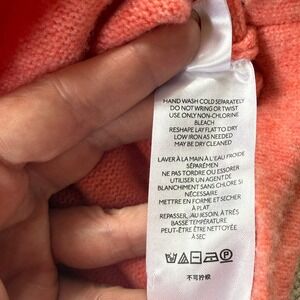 HAND WASH COLD SEPARATELY
DO NOT WRING OR TWIST
USE ONLY NON-CHLORINE
BLEACH
RESHAPE LAY FLAT TO DRY
LOW IRON AS NEEDED
MAY BE DRY CLEANED
LAVER À LA MAIN À L'EAU FROIDE
SÉPARÉMENT
NE PAS TORDRE OU ESSORER
UTILISER UN AGENT DE
BLANCHIMENT SANS CHLORE SI
NÉCESSAIRE
METTRE EN FORME ET SECHER
À PLAT
REPASSER, AU BESOIN, À TRÈS
BASSE TEMPÉRATURE
PEUT-ÊTRE ÊTRE NETTOYÉE
À SEC
不可拧绞